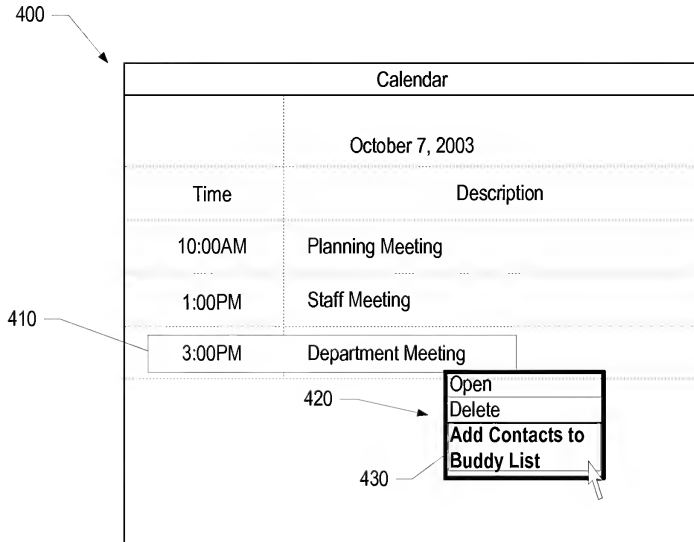 400
Calendar
October 7, 2003
Time Description
10:00AM Planning Meeting
1:00PM Staff Meeting
410
3:00PM Department Meeting
420
Open
Delete
Add Contacts to
Buddy List
430